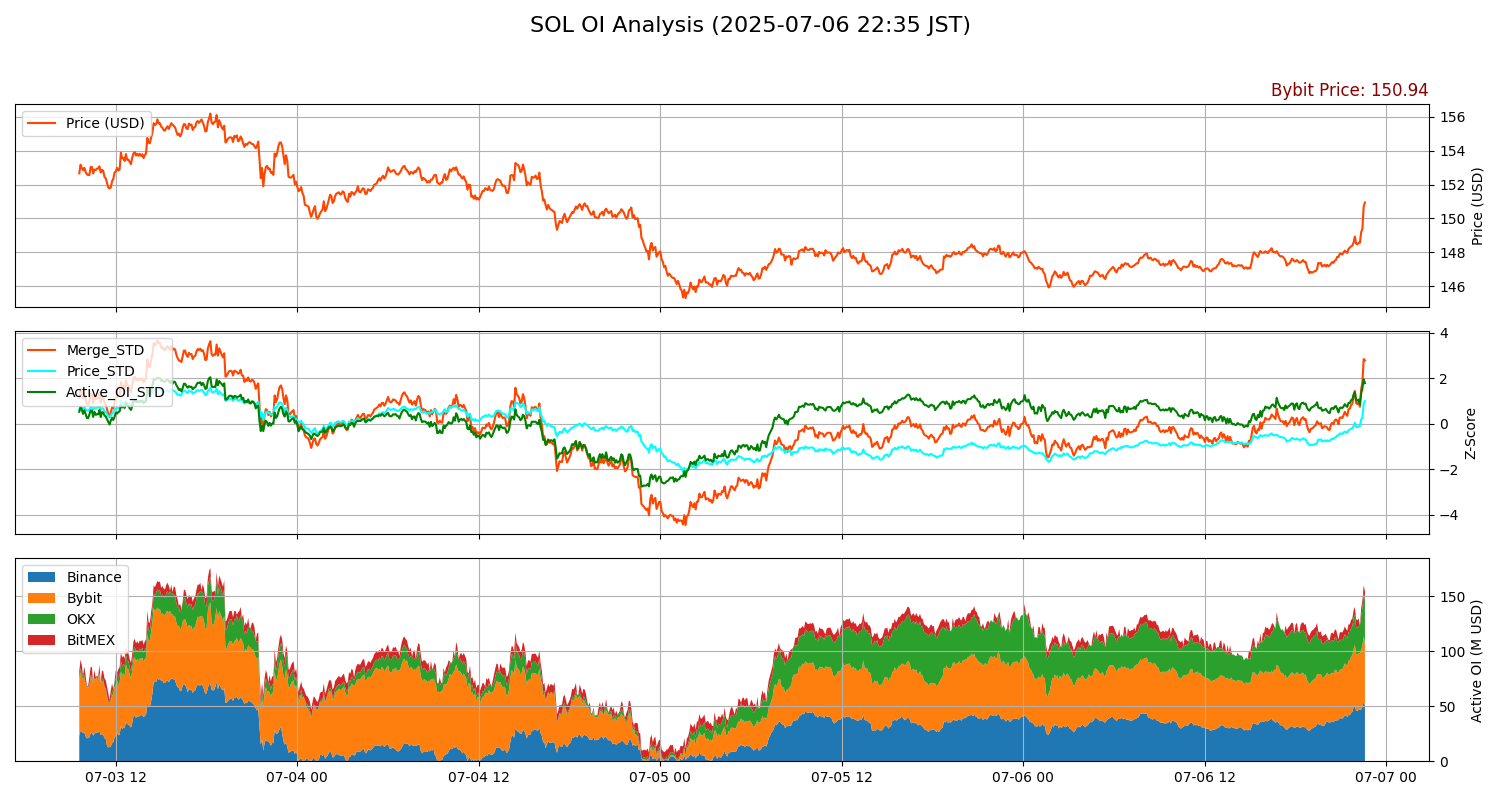 SOL OI Analysis (2025-07-06 22:35 JST)
Bybit Price: 150.94
Price (USD)
156
154
152
150
148
146
Price (USD)
Merge_STD
Price_STD
Active_OI_STD
4
2
0
−2
−4
Z-Score
Binance
Bybit
OKX
BitMEX
150
100
50
0
Active OI (M USD)
07-03 12
07-04 00
07-04 12
07-05 00
07-05 12
07-06 00
07-06 12
07-07 00